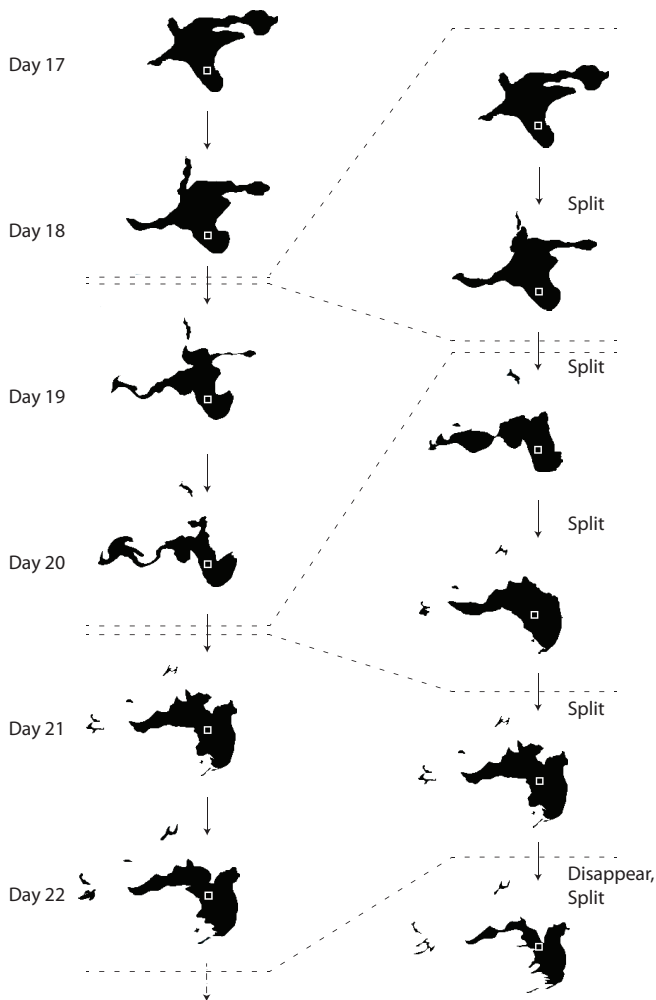 Day 17
Day 18
Day 19
Day 20
Day 21
Day 22
Split
Split
Split
Split
Disappear,
Split